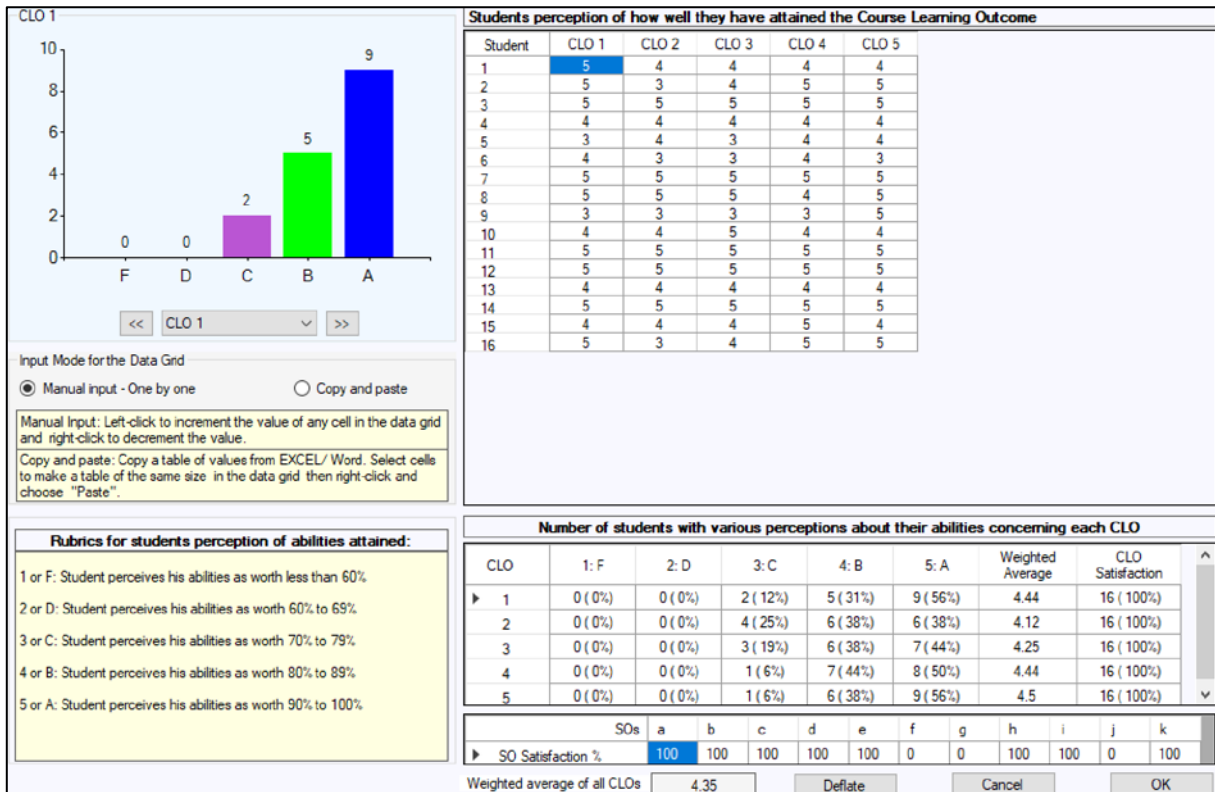 CLO 1
10
8
6
4
2
0
0
0
2
5
9
F D C B A
<< CLO 1 >>
Input Mode for the Data Grid
Manual input - One by one Copy and paste
Manual Input: Left-click to increment the value of any cell in the data grid
and right-click to decrement the value.
Copy and paste: Copy a table of values from EXCEL/ Word. Select cells
to make a table of the same size in the data grid then right-click and
choose "Paste".
Rubrics for students perception of abilities attained:
1 or F: Student perceives his abilities as worth less than 60%
2 or D: Student perceives his abilities as worth 60% to 69%
3 or C: Student perceives his abilities as worth 70% to 79%
4 or B: Student perceives his abilities as worth 80% to 89%
5 or A: Student perceives his abilities as worth 90% to 100%
Students perception of how well they have attained the Course Learning Outcome
Student CLO 1 CLO 2 CLO 3 CLO 4 CLO 5
1 5 4 4 4 4
2 5 3 4 5 5
3 5 5 5 5 5
4 4 4 4 4 4
5 3 4 3 4 4
6 4 3 3 4 3
7 5 5 5 5 5
8 5 5 5 4 5
9 3 3 3 3 5
10 4 4 5 4 4
11 5 5 5 5 5
12 5 5 5 5 5
13 4 4 4 4 4
14 5 5 5 5 5
15 4 4 4 5 4
16 5 3 4 5 5
Number of students with various perceptions about their abilities concerning each CLO
CLO 1: F 2: D 3: C 4: B 5: A Weighted Average CLO Satisfaction
1 0 ( 0%) 0 ( 0%) 2 ( 12%) 5 ( 31%) 9 ( 56%) 4.44 16 ( 100%)
2 0 ( 0%) 0 ( 0%) 4 ( 25%) 6 ( 38%) 6 ( 38%) 4.12 16 ( 100%)
3 0 ( 0%) 0 ( 0%) 3 ( 19%) 6 ( 38%) 7 ( 44%) 4.25 16 ( 100%)
4 0 ( 0%) 0 ( 0%) 1 ( 6%) 7 ( 44%) 8 ( 50%) 4.44 16 ( 100%)
5 0 ( 0%) 0 ( 0%) 1 ( 6%) 6 ( 38%) 9 ( 56%) 4.5 16 ( 100%)
SOs a b c d e f g h i j k
SO Satisfaction % 100 100 100 100 100 0 0 100 100 0 100
Weighted average of all CLOs 4.35 Deflate Cancel OK